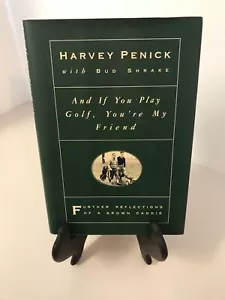 HARVEY PENICK
with BUD SHRAKE
And If You Play
Golf, You're My
Friend
FURTHER REFLECTIONS
OF A GROWN CADDIE